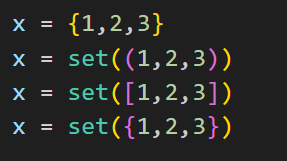 x = {1,2,3}
x = set((1,2,3))
x = set([1,2,3])
x = set({1,2,3})